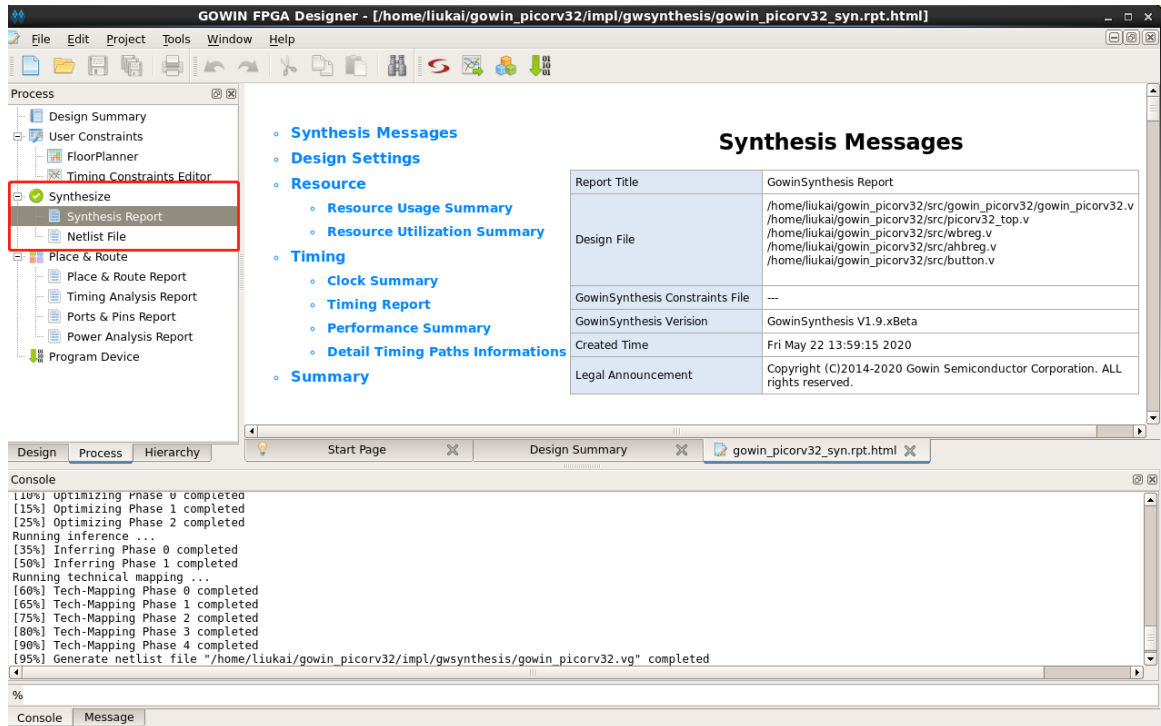 GOWIN FPGA Designer - [/home/liukai/gowin_picorv32/impl/gwsynthesis/gowin_picorv32_syn.rpt.html]
File Edit Project Tools Window Help
Process
Design Summary
User Constraints
FloorPlanner
Timing Constraints Editor
Synthesize
Synthesis Report
Netlist File
Place & Route
Place & Route Report
Timing Analysis Report
Ports & Pins Report
Power Analysis Report
Program Device
Design Process Hierarchy
Synthesis Messages
Design Settings
Resource
Resource Usage Summary
Resource Utilization Summary
Timing
Clock Summary
Timing Report
Performance Summary
Detail Timing Paths Informations
Summary
Synthesis Messages
Report Title GowinSynthesis Report
Design File
/home/liukai/gowin_picorv32/src/gowin_picorv32/gowin_picorv32.v
/home/liukai/gowin_picorv32/src/picorv32_top.v
/home/liukai/gowin_picorv32/src/wbreg.v
/home/liukai/gowin_picorv32/src/ahbreg.v
/home/liukai/gowin_picorv32/src/button.v
GowinSynthesis Constraints File ---
GowinSynthesis Verision GowinSynthesis V1.9.xBeta
Created Time Fri May 22 13:59:15 2020
Legal Announcement Copyright (C)2014-2020 Gowin Semiconductor Corporation. ALL
rights reserved.
Start Page Design Summary gowin_picorv32_syn.rpt.html
Console
[10%] Optimizing Phase 0 completed
[15%] Optimizing Phase 1 completed
[25%] Optimizing Phase 2 completed
Running inference ...
[35%] Inferring Phase 0 completed
[50%] Inferring Phase 1 completed
Running technical mapping ...
[60%] Tech-Mapping Phase 0 completed
[65%] Tech-Mapping Phase 1 completed
[75%] Tech-Mapping Phase 2 completed
[80%] Tech-Mapping Phase 3 completed
[90%] Tech-Mapping Phase 4 completed
[95%] Generate netlist file "/home/liukai/gowin_picorv32/impl/gwsynthesis/gowin_picorv32.vg" completed
%
Console Message